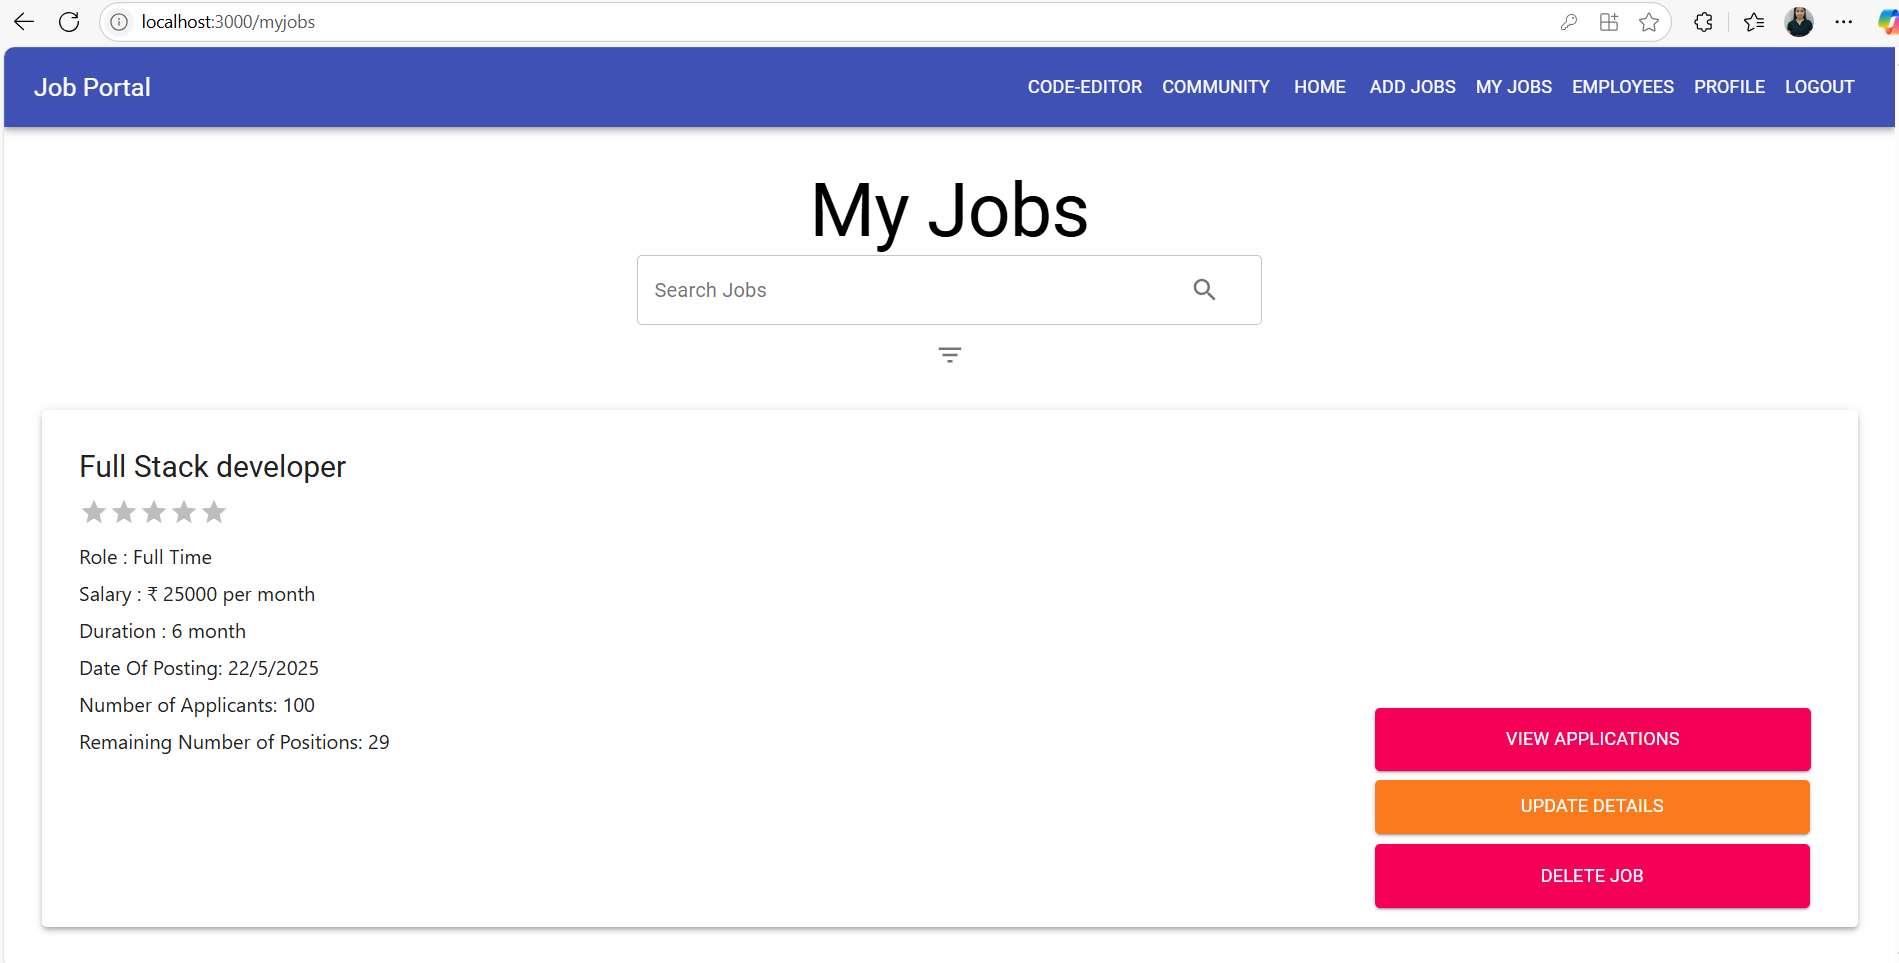 localhost:3000/myjobs
Job Portal
CODE-EDITOR COMMUNITY HOME ADD JOBS MY JOBS EMPLOYEES PROFILE LOGOUT
My Jobs
Search Jobs
Full Stack developer
Role : Full Time
Salary : ₹ 25000 per month
Duration : 6 month
Date Of Posting: 22/5/2025
Number of Applicants: 100
Remaining Number of Positions: 29
VIEW APPLICATIONS
UPDATE DETAILS
DELETE JOB